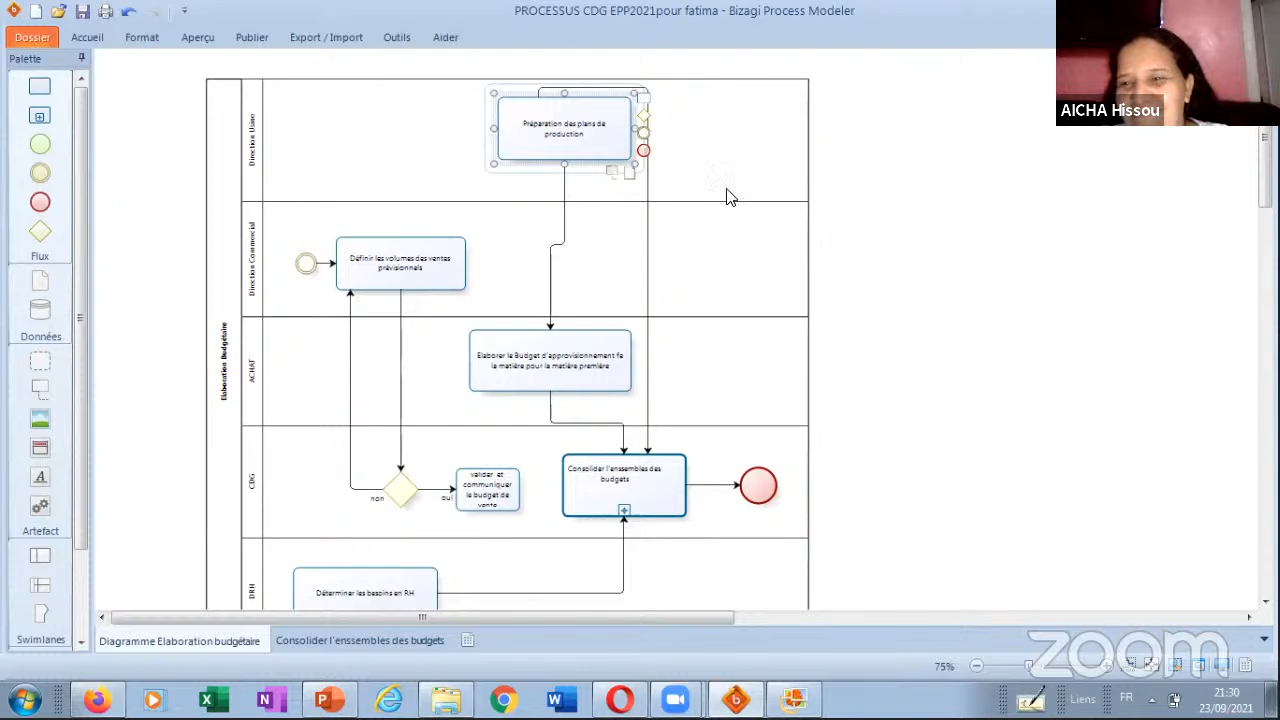 PROCESSUS CDG EPP2021pour fatima - Bizagi Process Modeler
Dossier
Accueil
Format
Aperçu
Publier
Export / Import
Outils
Aider
AICHA Hissou
Palette
Flux
Données
Artefact
Swimlanes
Elaboration Budgétaire
Direction Usine
Préparation des plans de
production
Direction Commercial
Définir les volumes des ventes
prévisionnels
ACHAT
Elaborer le Budget d'approvisionnement fe
la matière pour la matière première
CDG
non
oui
valider et
communiquer
le budget de
vente
Consolider l'enssembles des
budgets
DRH
Déterminer les besoins en RH
Diagramme Elaboration budgétaire
Consolider l'enssembles des budgets
zoom
75%
Liens
FR
21:30
23/09/2021